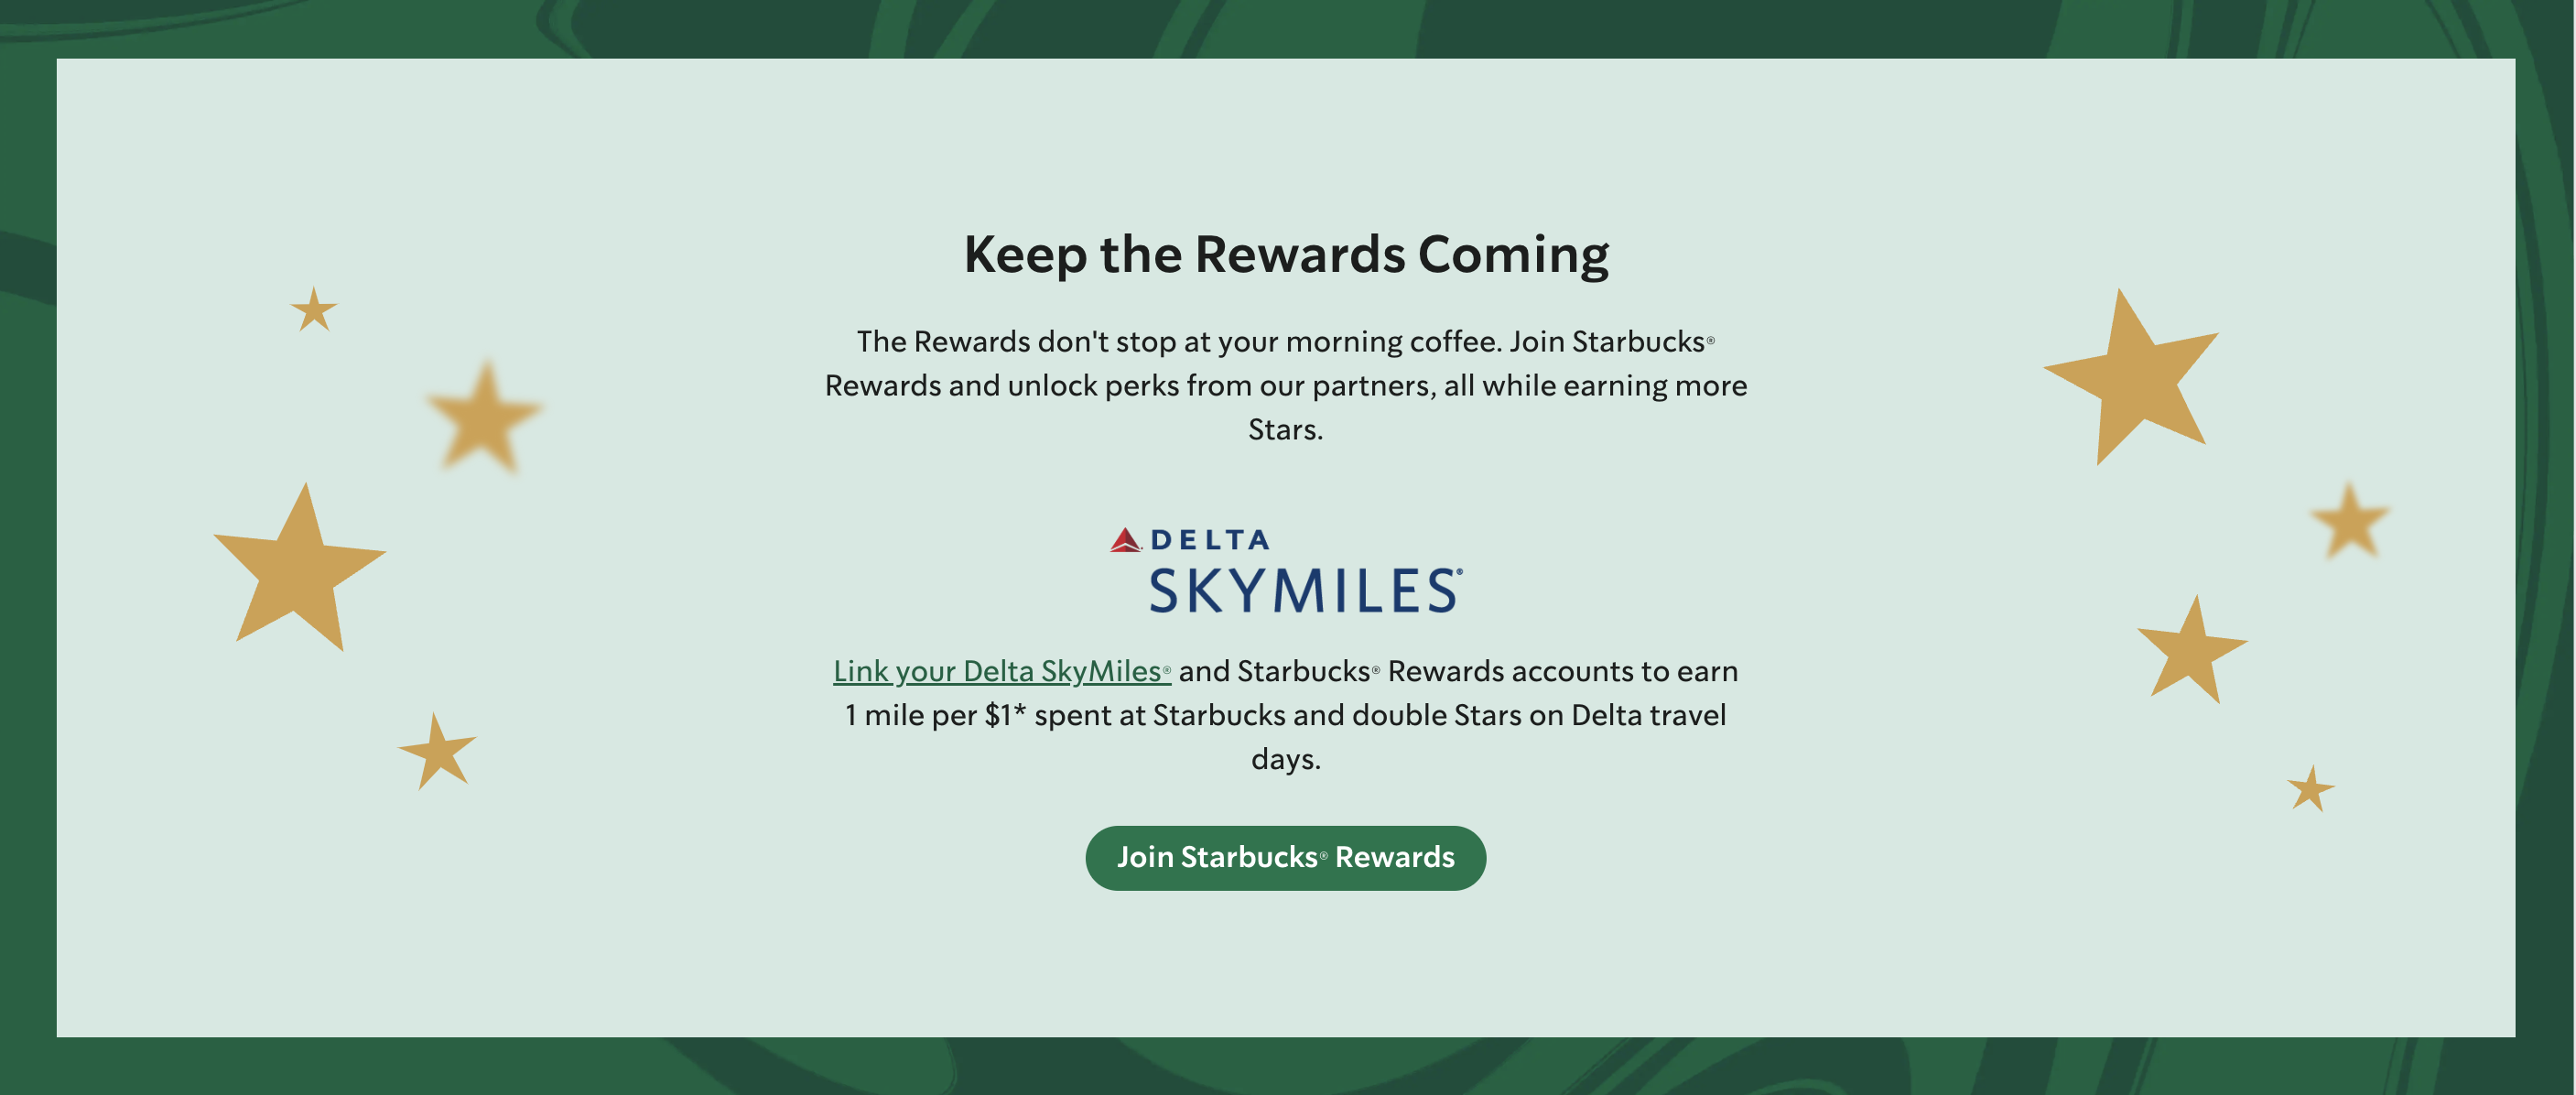 Keep the Rewards Coming
The Rewards don't stop at your morning coffee. Join Starbucks®
Rewards and unlock perks from our partners, all while earning more
Stars.
DELTA
SKYMILES®
Link your Delta SkyMiles® and Starbucks® Rewards accounts to earn
1 mile per $1* spent at Starbucks and double Stars on Delta travel
days.
Join Starbucks® Rewards